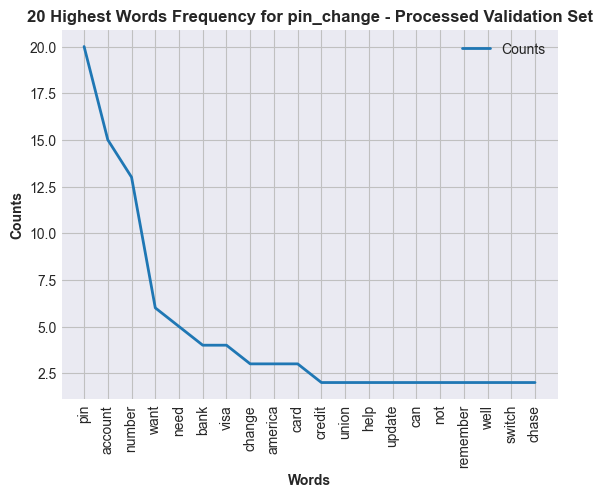 20 Highest Words Frequency for pin_change - Processed Validation Set
Counts
20.0
17.5
15.0
12.5
10.0
7.5
5.0
2.5
Counts
pin
account
number
want
need
bank
visa
change
america
card
credit
union
help
update
can
not
remember
well
switch
chase
Words